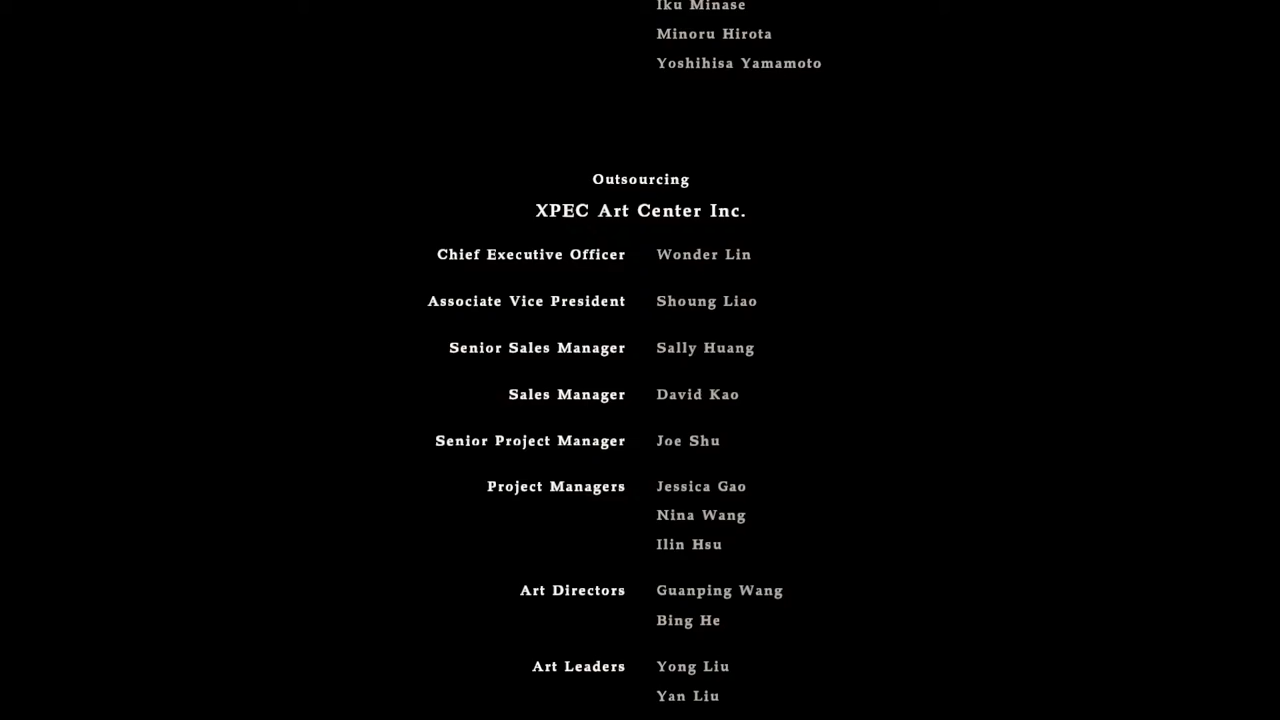 Iku Minase
Minoru Hirota
Yoshihisa Yamamoto
Outsourcing
XPEC Art Center Inc.
Chief Executive Officer Wonder Lin
Associate Vice President Shoung Liao
Senior Sales Manager Sally Huang
Sales Manager David Kao
Senior Project Manager Joe Shu
Project Managers Jessica Gao
Nina Wang
Ilin Hsu
Art Directors Guanping Wang
Bing He
Art Leaders Yong Liu
Yan Liu